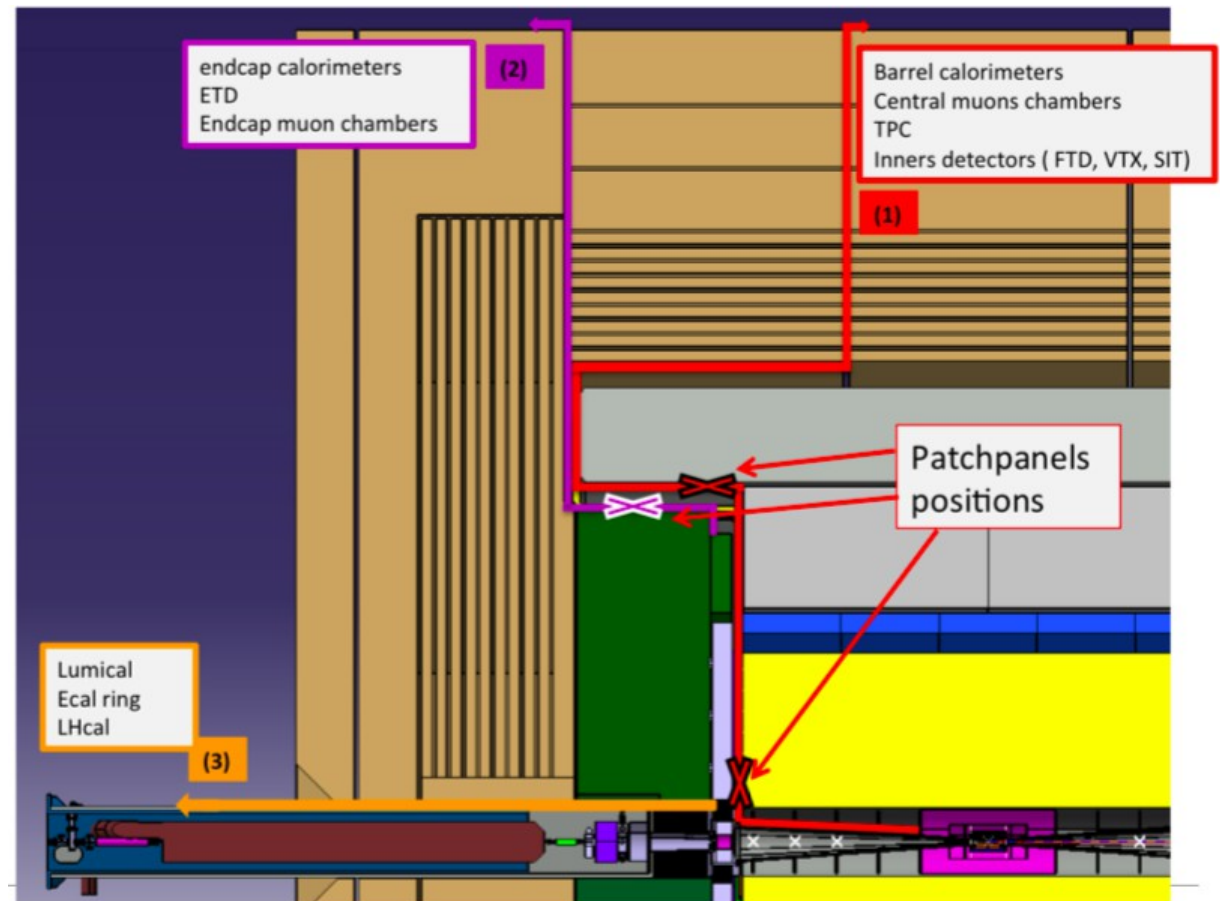 endcap calorimeters
ETD
Endcap muon chambers
(2)
Barrel calorimeters
Central muons chambers
TPC
Inners detectors ( FTD, VTX, SIT)
(1)
Patchpanels
positions
Lumical
Ecal ring
LHcal
(3)